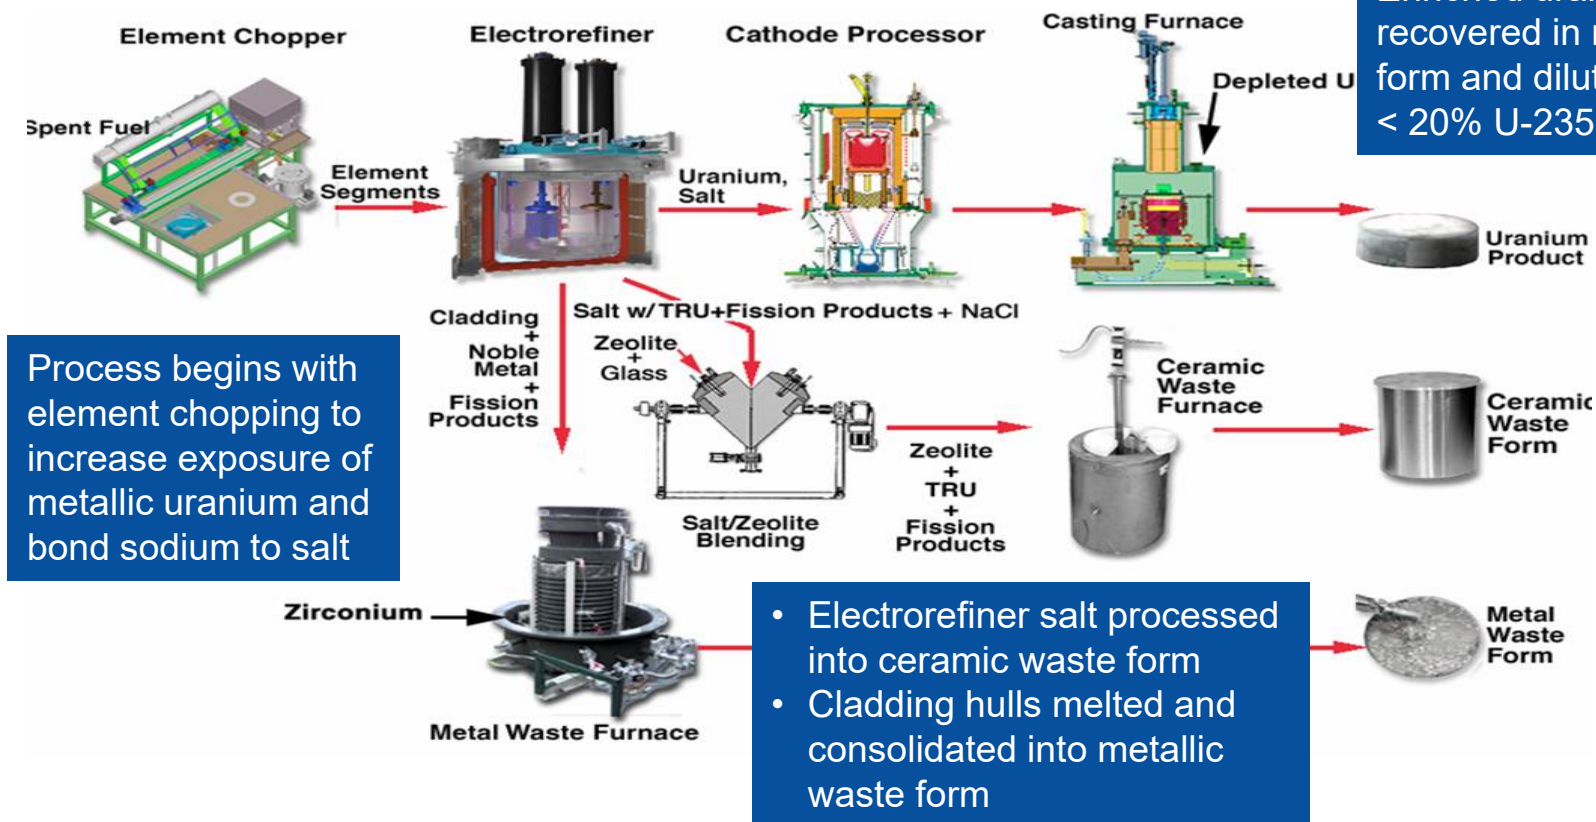 Element Chopper
Electrorefiner
Cathode Processor
Casting Furnace
recovered in
form and
< 20% U-235
Depleted U
Spent Fuel
Element
Segments
Uranium,
Salt
Uranium
Product
Cladding
+
Noble
Metal
+
Fission
Products
Salt w/TRU+Fission Products + NaCl
Zeolite
+
Glass
Salt/Zeolite
Blending
Zeolite
+
TRU
+
Fission
Products
Ceramic
Waste
Furnace
Ceramic
Waste
Form
Process begins with
element chopping to
increase exposure of
metallic uranium and
bond sodium to salt
Zirconium
Metal Waste Furnace
• Electrorefiner salt processed
into ceramic waste form
• Cladding hulls melted and
consolidated into metallic
waste form
Metal
Waste
Form